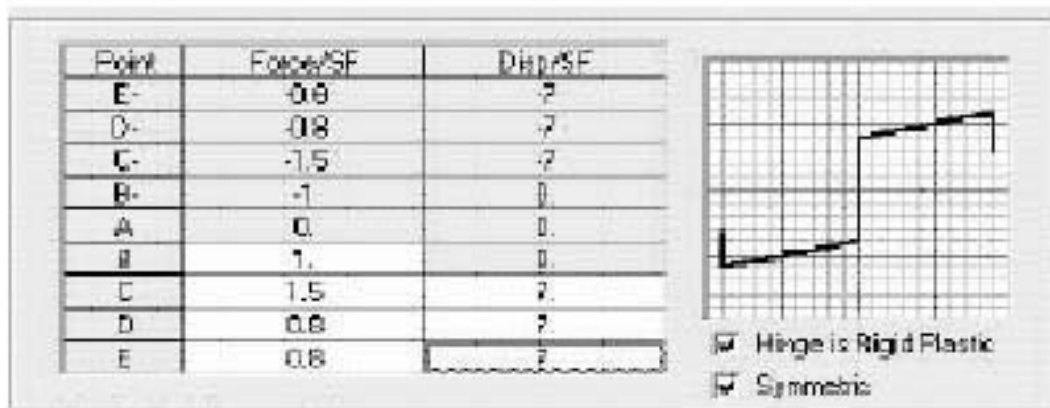 Point Force/SF Disp/SF
E- -0.8 -7.
D- -0.8 -7.
C- -1.5 -7
B- -1 0.
A 0. 0.
B 1. 0.
C 1.5 7.
D 0.8 7.
E 0.8 7.
Hinge is Rigid Plastic
Symmetric